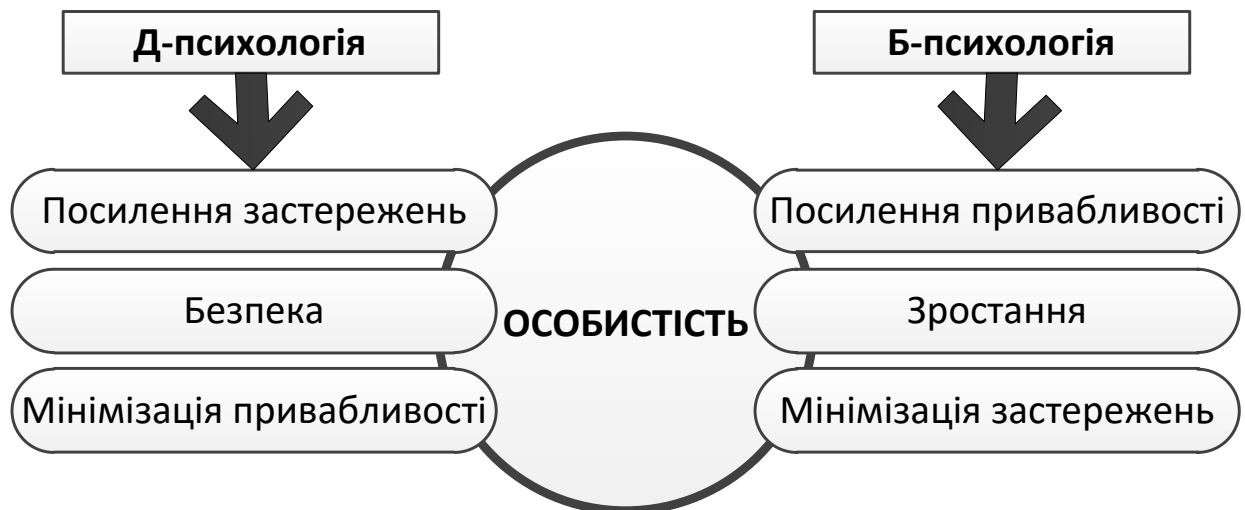 Д-психологія
Б-психологія
Посилення застережень
Посилення привабливості
Безпека
ОСОБИСТІСТЬ
Зростання
Мінімізація привабливості
Мінімізація застережень